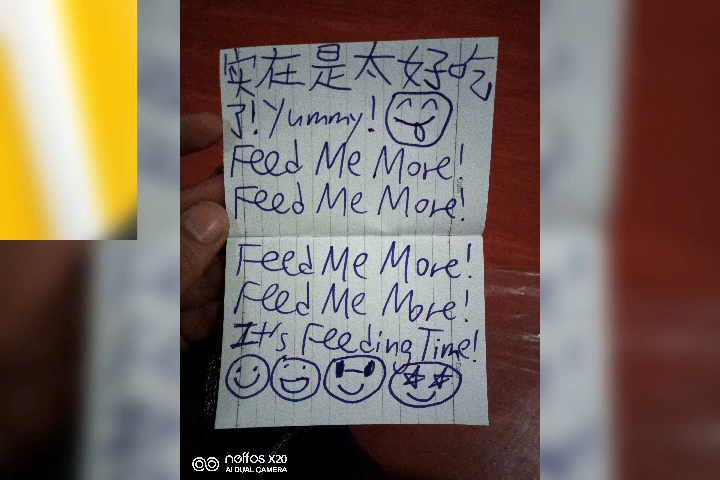 实在是太好吃
了! Yummy!
Feed Me More!
Feed Me More!
Feed Me More!
Feed Me More!
It's Feeding Time!
neffos X20
AI DUAL CAMERA